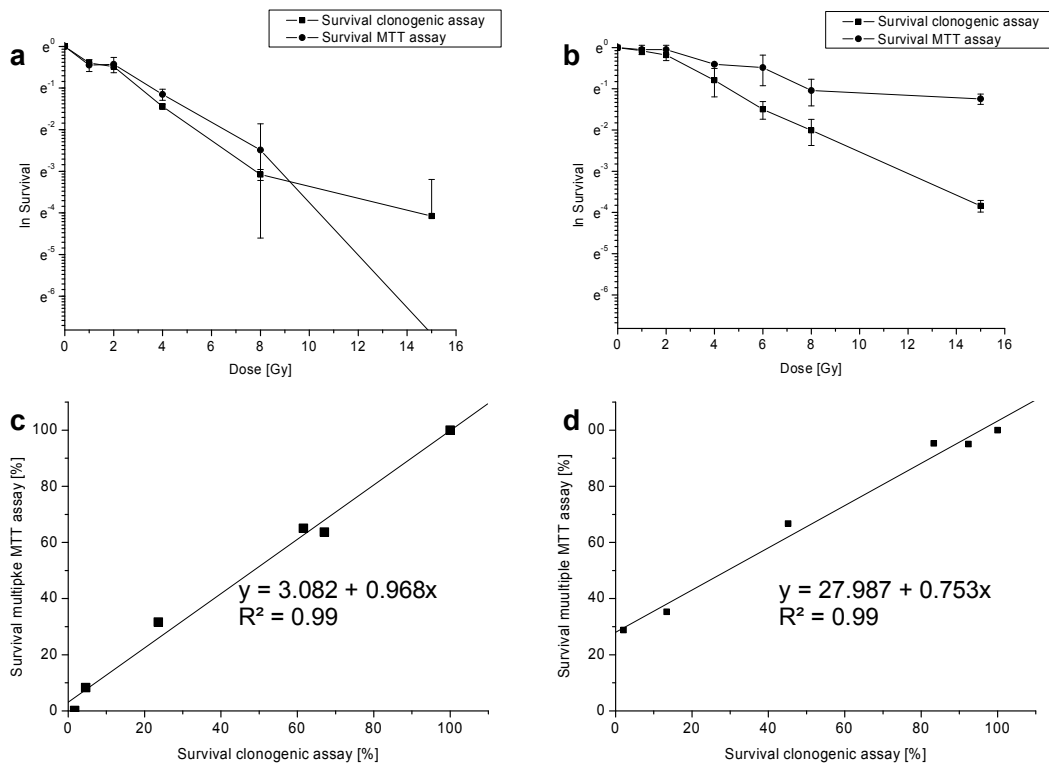 Survival clonogenic assay
Survival MTT assay
a
e0
e-1
e-2
e-3
e-4
e-5
e-6
ln Survival
0 2 4 6 8 10 12 14 16
Dose [Gy]
Survival clonogenic assay
Survival MTT assay
b
e0
e-1
e-2
e-3
e-4
e-5
e-6
ln Survival
0 2 4 6 8 10 12 14 16
Dose [Gy]
c
00
80
60
40
20
0
Survival multipke MTT assay [%]
y = 3.082 + 0.968x
R² = 0.99
0 20 40 60 80 100
Survival clonogenic assay [%]
d
00
80
60
40
20
0
Survival muultiple MTT assay [%]
y = 27.987 + 0.753x
R² = 0.99
0 20 40 60 80 100
Survival clonogenic assay [%]